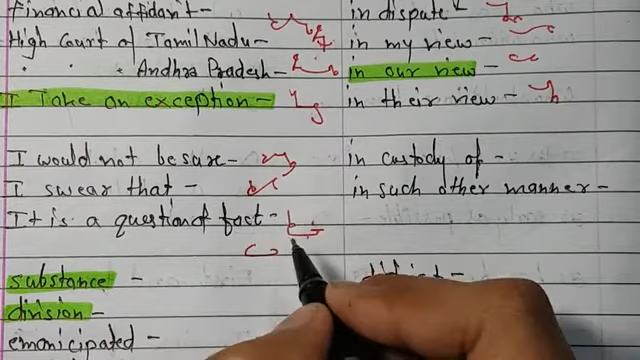 financial affidavit -
High Court of Tamil Nadu -
" " " Andhra Pradesh -
I Take an exception -
I would not be sure -
I swear that -
It is a question of fact -
substance -
division -
emanicipated -
in dispute
in my view -
in our view -
in their view -
in custody of -
in such other manner -